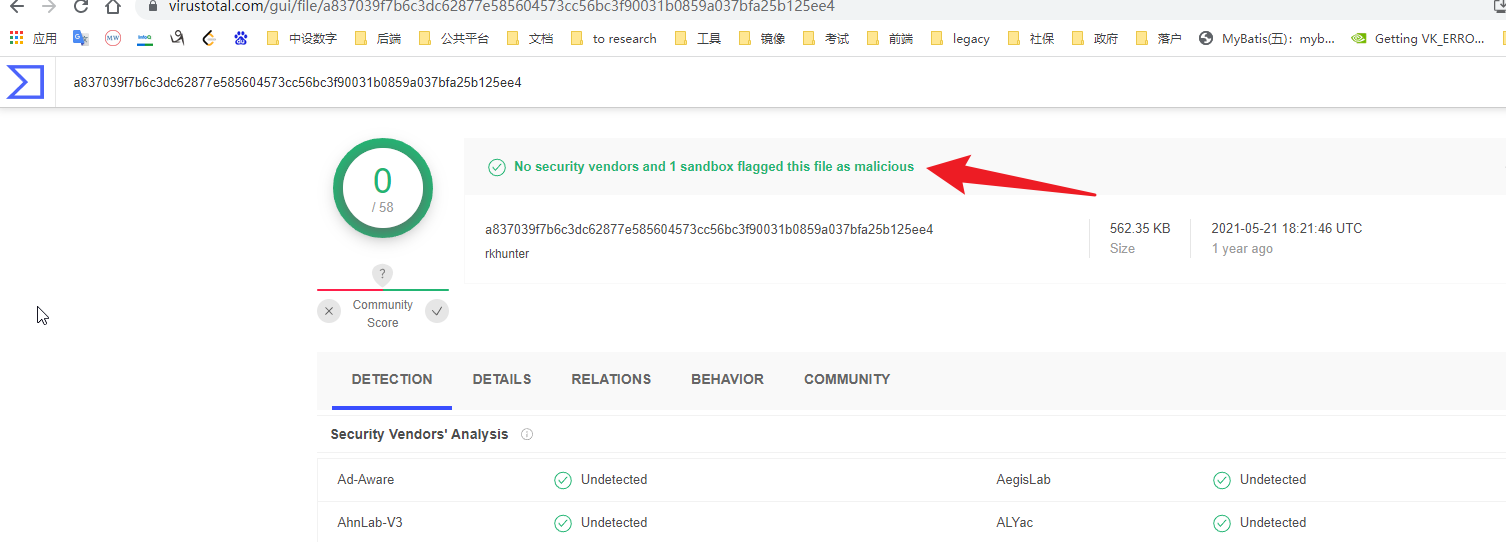 virustotal.com/gui/file/a837039f7b6c3dc62877e585604573cc56bc3f90031b0859a037bfa25b125ee4
应用 MW InfoQ 中设数字 后端 公共平台 文档 to research 工具 镜像 考试 前端 legacy 社保 政府 落户 MyBatis(五)：myb... Getting VK_ERRO...
a837039f7b6c3dc62877e585604573cc56bc3f90031b0859a037bfa25b125ee4
0
/ 58
No security vendors and 1 sandbox flagged this file as malicious
a837039f7b6c3dc62877e585604573cc56bc3f90031b0859a037bfa25b125ee4
rkhunter
562.35 KB
Size
2021-05-21 18:21:46 UTC
1 year ago
?
Community
Score
DETECTION DETAILS RELATIONS BEHAVIOR COMMUNITY
Security Vendors' Analysis
Ad-Aware Undetected AegisLab Undetected
AhnLab-V3 Undetected ALYac Undetected